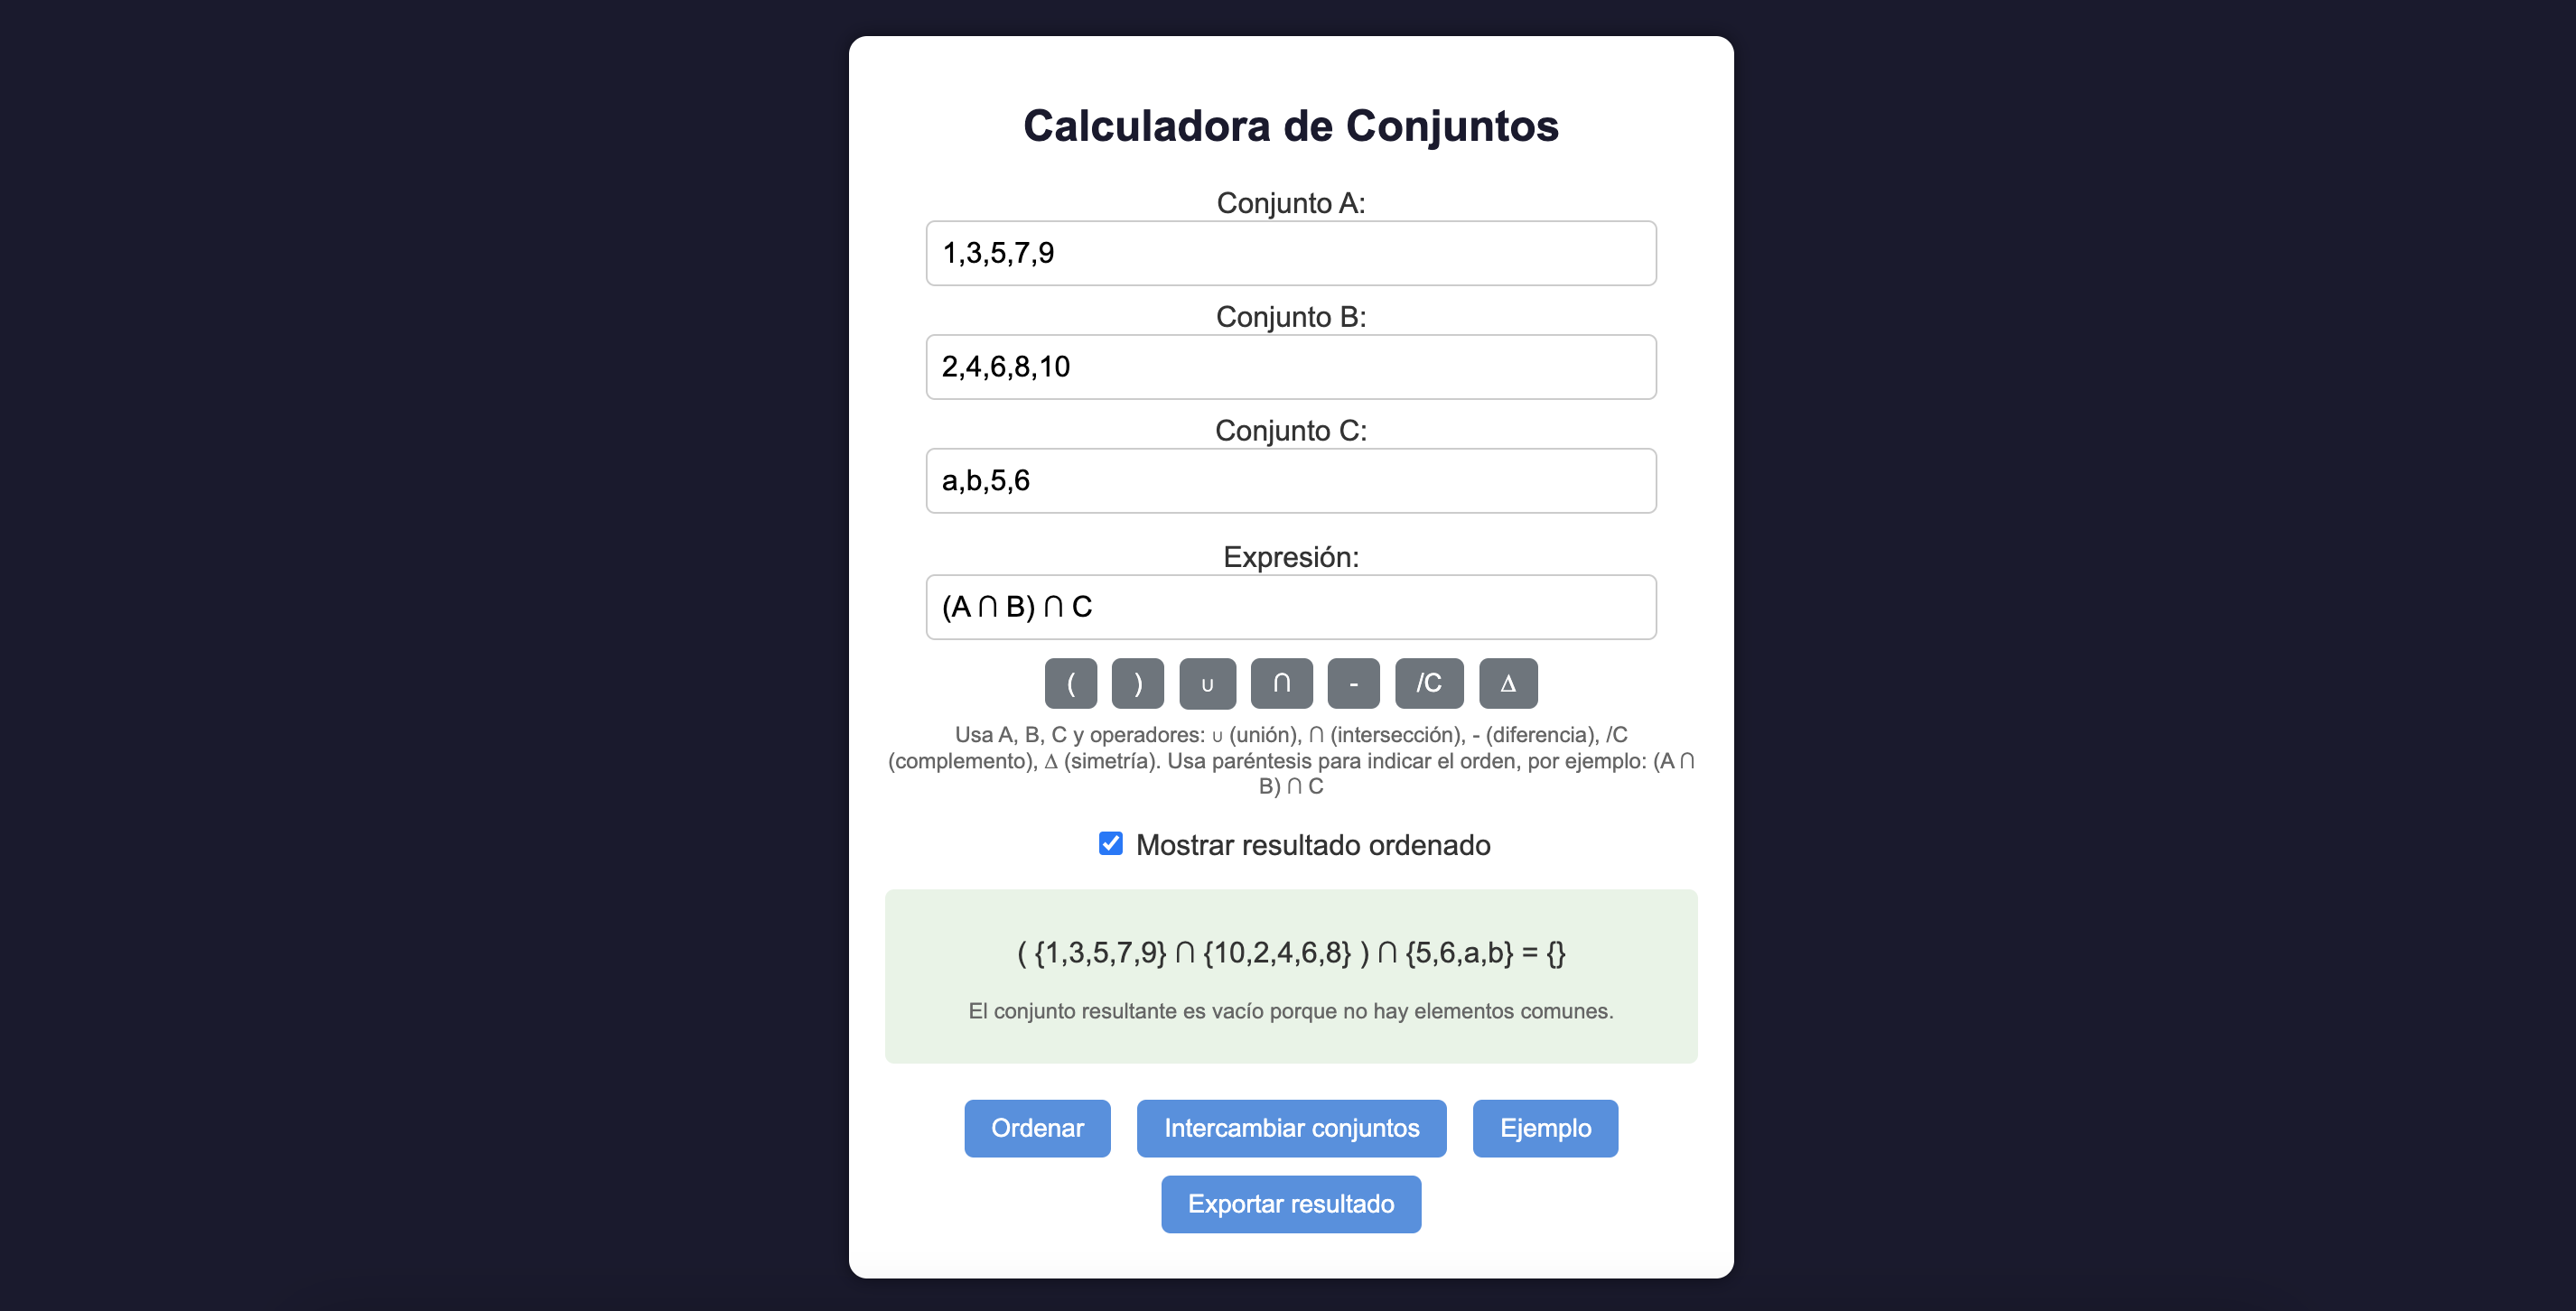 Calculadora de Conjuntos
Conjunto A:
1,3,5,7,9
Conjunto B:
2,4,6,8,10
Conjunto C:
a,b,5,6
Expresión:
(A ∩ B) ∩ C
( ) ∪ ∩ - /C Δ
Usa A, B, C y operadores: ∪ (unión), ∩ (intersección), - (diferencia), /C
(complemento), Δ (simetría). Usa paréntesis para indicar el orden, por ejemplo: (A ∩
B) ∩ C
Mostrar resultado ordenado
( {1,3,5,7,9} ∩ {10,2,4,6,8} ) ∩ {5,6,a,b} = {}
El conjunto resultante es vacío porque no hay elementos comunes.
Ordenar Intercambiar conjuntos Ejemplo
Exportar resultado